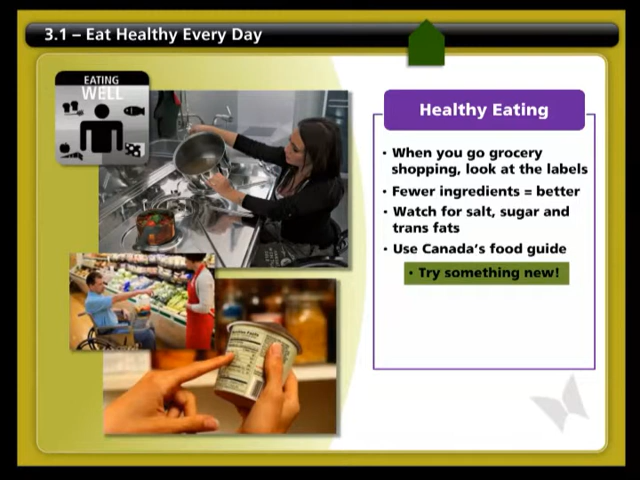 3.1 – Eat Healthy Every Day
EATING
WELL
Healthy Eating
• When you go grocery
shopping, look at the labels
• Fewer ingredients = better
• Watch for salt, sugar and
trans fats
• Use Canada's food guide
• Try something new!